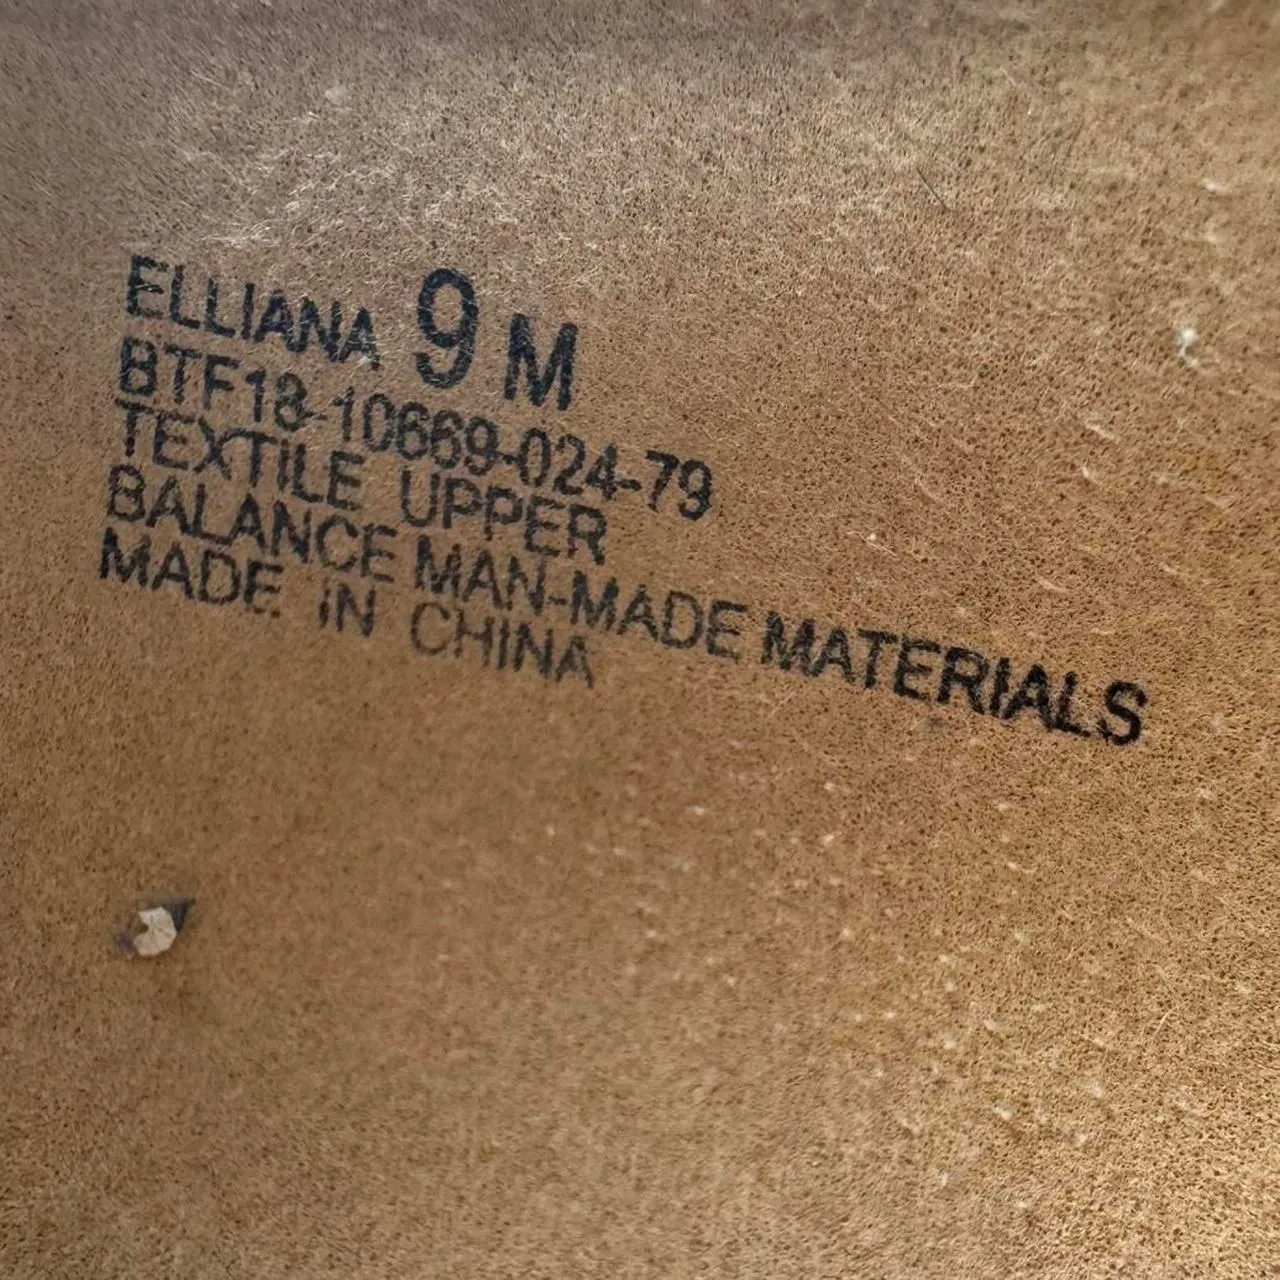 ELLIANA 9 M
BTF18-10669-024-79
TEXTILE UPPER
BALANCE MAN-MADE MATERIALS
MADE IN CHINA